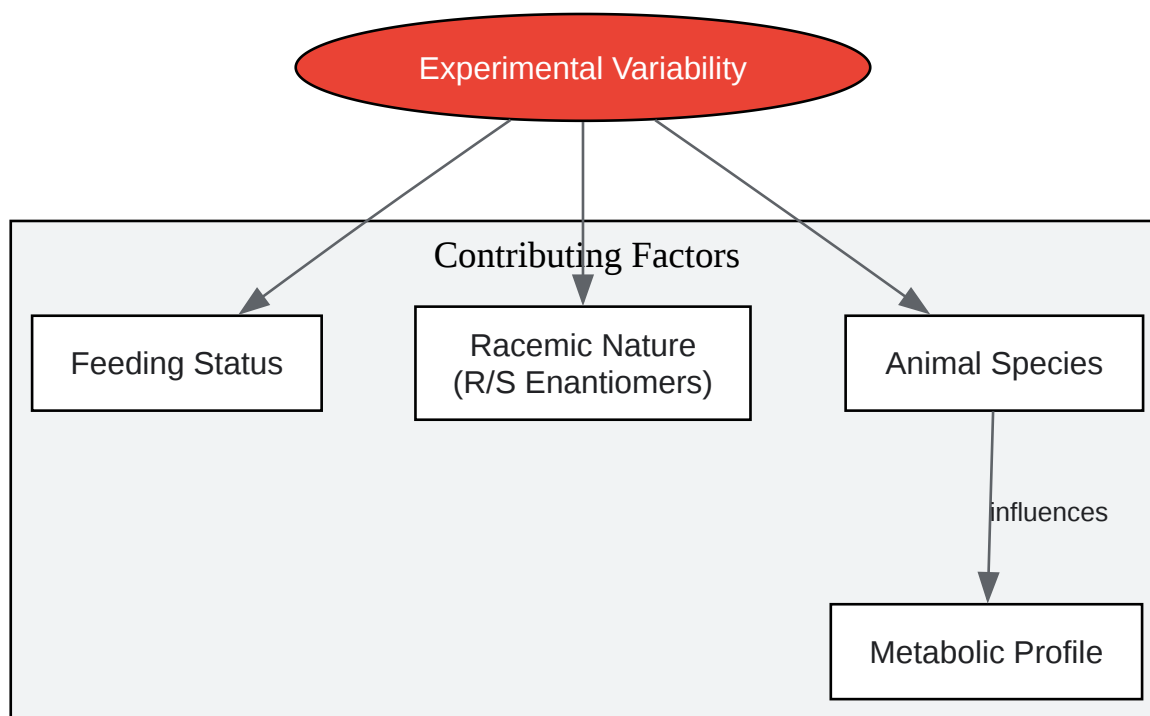 Experimental Variability
Contributing Factors
Feeding Status
Racemic Nature
(R/S Enantiomers)
Animal Species
influences
Metabolic Profile